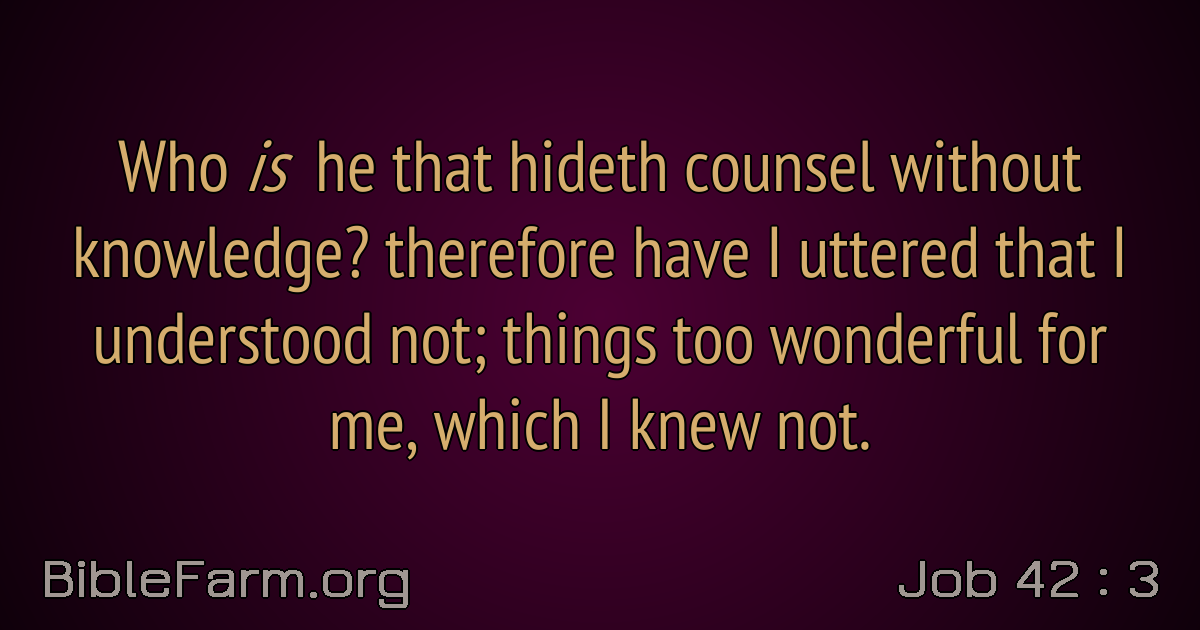 Who is he that hideth counsel without
knowledge? therefore have I uttered that I
understood not; things too wonderful for
me, which I knew not.
BibleFarm.org
Job 42 : 3